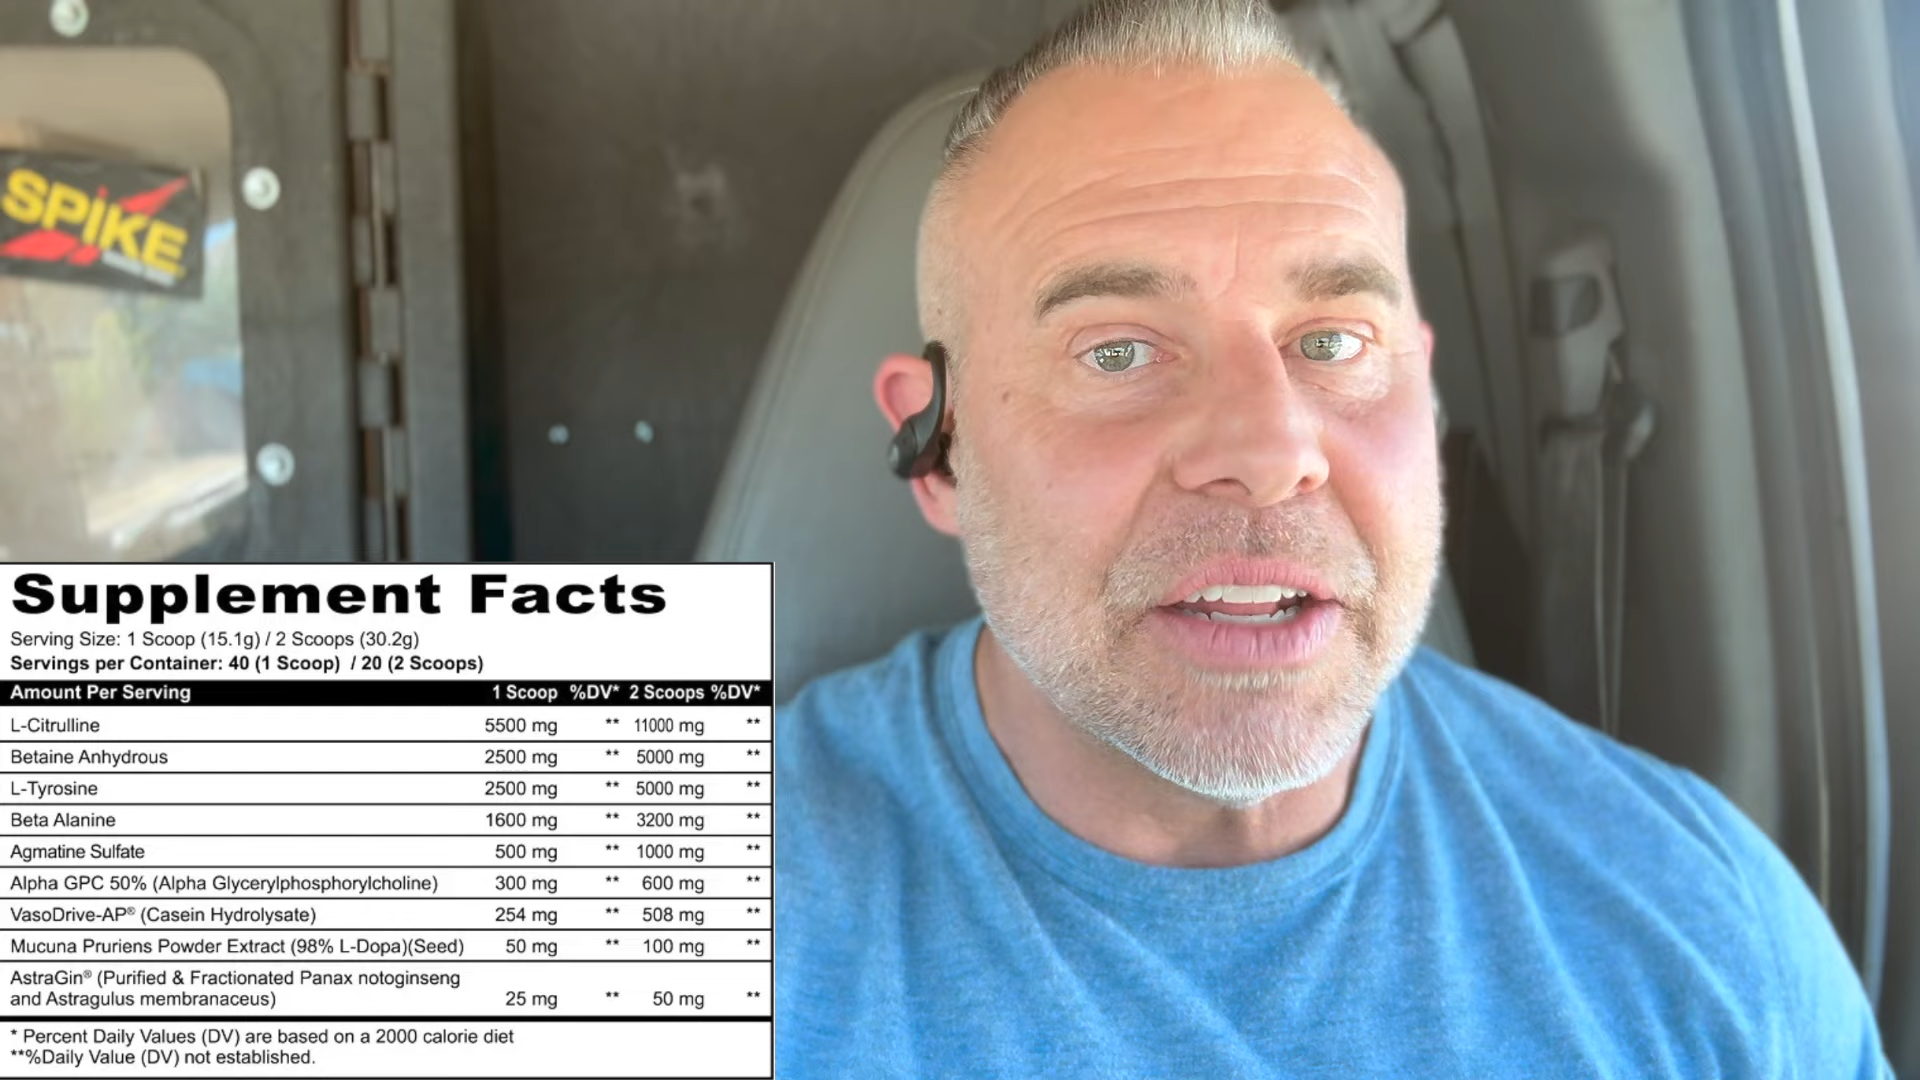 SPIKE
Supplement Facts
Serving Size: 1 Scoop (15.1g) / 2 Scoops (30.2g)
Servings per Container: 40 (1 Scoop) / 20 (2 Scoops)
Amount Per Serving 1 Scoop %DV* 2 Scoops %DV*
L-Citrulline 5500 mg ** 11000 mg **
Betaine Anhydrous 2500 mg ** 5000 mg **
L-Tyrosine 2500 mg ** 5000 mg **
Beta Alanine 1600 mg ** 3200 mg **
Agmatine Sulfate 500 mg ** 1000 mg **
Alpha GPC 50% (Alpha Glycerylphosphorylcholine) 300 mg ** 600 mg **
VasoDrive-AP® (Casein Hydrolysate) 254 mg ** 508 mg **
Mucuna Pruriens Powder Extract (98% L-Dopa)(Seed) 50 mg ** 100 mg **
AstraGin® (Purified & Fractionated Panax notoginseng
and Astragulus membranaceus) 25 mg ** 50 mg **
* Percent Daily Values (DV) are based on a 2000 calorie diet
**%Daily Value (DV) not established.